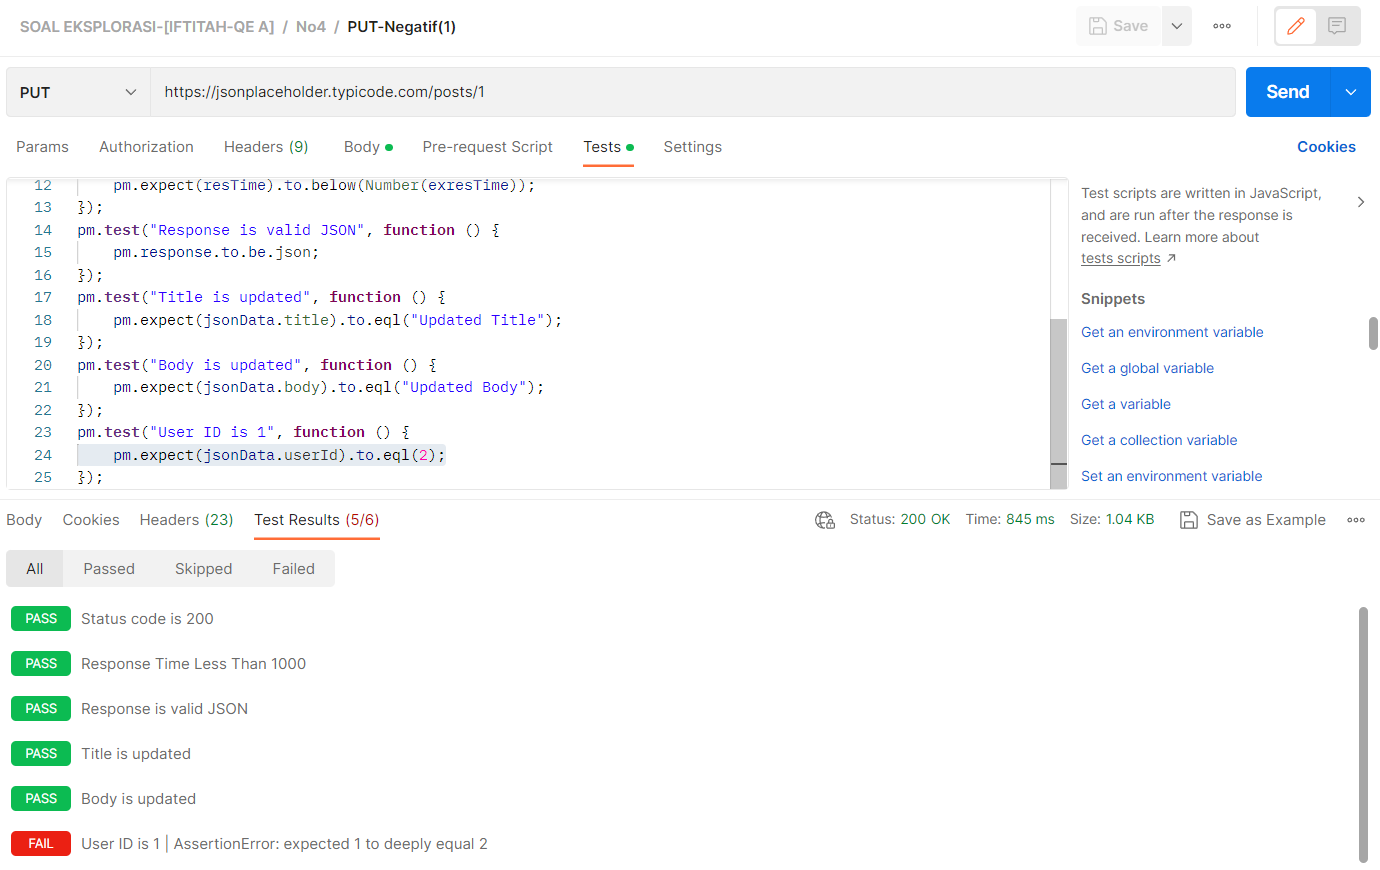 SOAL EKSPLORASI-[IFTITAH-QE A] / No4 / PUT-Negatif(1)
Save
PUT
https://jsonplaceholder.typicode.com/posts/1
Send
Params Authorization Headers (9) Body Pre-request Script Tests Settings
Cookies
12 pm.expect(resTime).to.below(Number(exresTime));
13 });
14 pm.test("Response is valid JSON", function () {
15 pm.response.to.be.json;
16 });
17 pm.test("Title is updated", function () {
18 pm.expect(jsonData.title).to.eql("Updated Title");
19 });
20 pm.test("Body is updated", function () {
21 pm.expect(jsonData.body).to.eql("Updated Body");
22 });
23 pm.test("User ID is 1", function () {
24 pm.expect(jsonData.userId).to.eql(2);
25 });
Test scripts are written in JavaScript,
and are run after the response is
received. Learn more about
tests scripts
Snippets
Get an environment variable
Get a global variable
Get a variable
Get a collection variable
Set an environment variable
Body Cookies Headers (23) Test Results (5/6)
Status: 200 OK Time: 845 ms Size: 1.04 KB Save as Example
All Passed Skipped Failed
PASS Status code is 200
PASS Response Time Less Than 1000
PASS Response is valid JSON
PASS Title is updated
PASS Body is updated
FAIL User ID is 1 | AssertionError: expected 1 to deeply equal 2